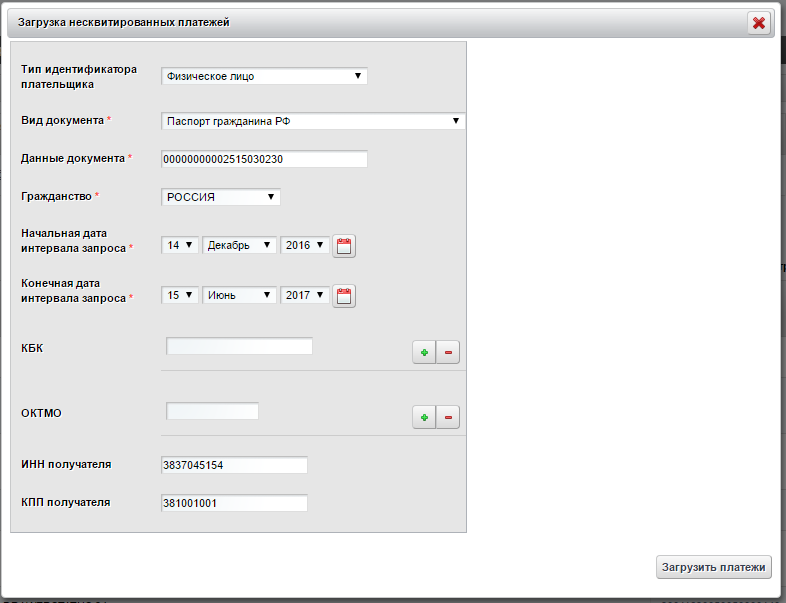 Загрузка несквитированных платежей
Тип идентификатора
плательщика
Физическое лицо
Вид документа *
Паспорт гражданина РФ
Данные документа *
00000000002515030230
Гражданство *
РОССИЯ
Начальная дата
интервала запроса *
14 Декабрь 2016
Конечная дата
интервала запроса *
15 Июнь 2017
КБК
ОКТМО
ИНН получателя
3837045154
КПП получателя
381001001
Загрузить платежи